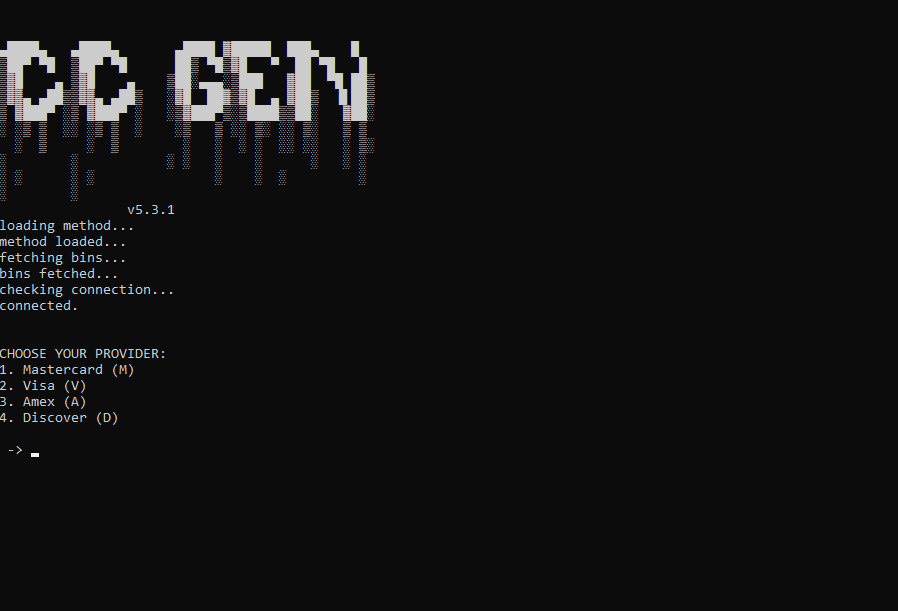 CC GEN
v5.3.1
loading method...
method loaded...
fetching bins...
bins fetched...
checking connection...
connected.
CHOOSE YOUR PROVIDER:
1. Mastercard (M)
2. Visa (V)
3. Amex (A)
4. Discover (D)
->